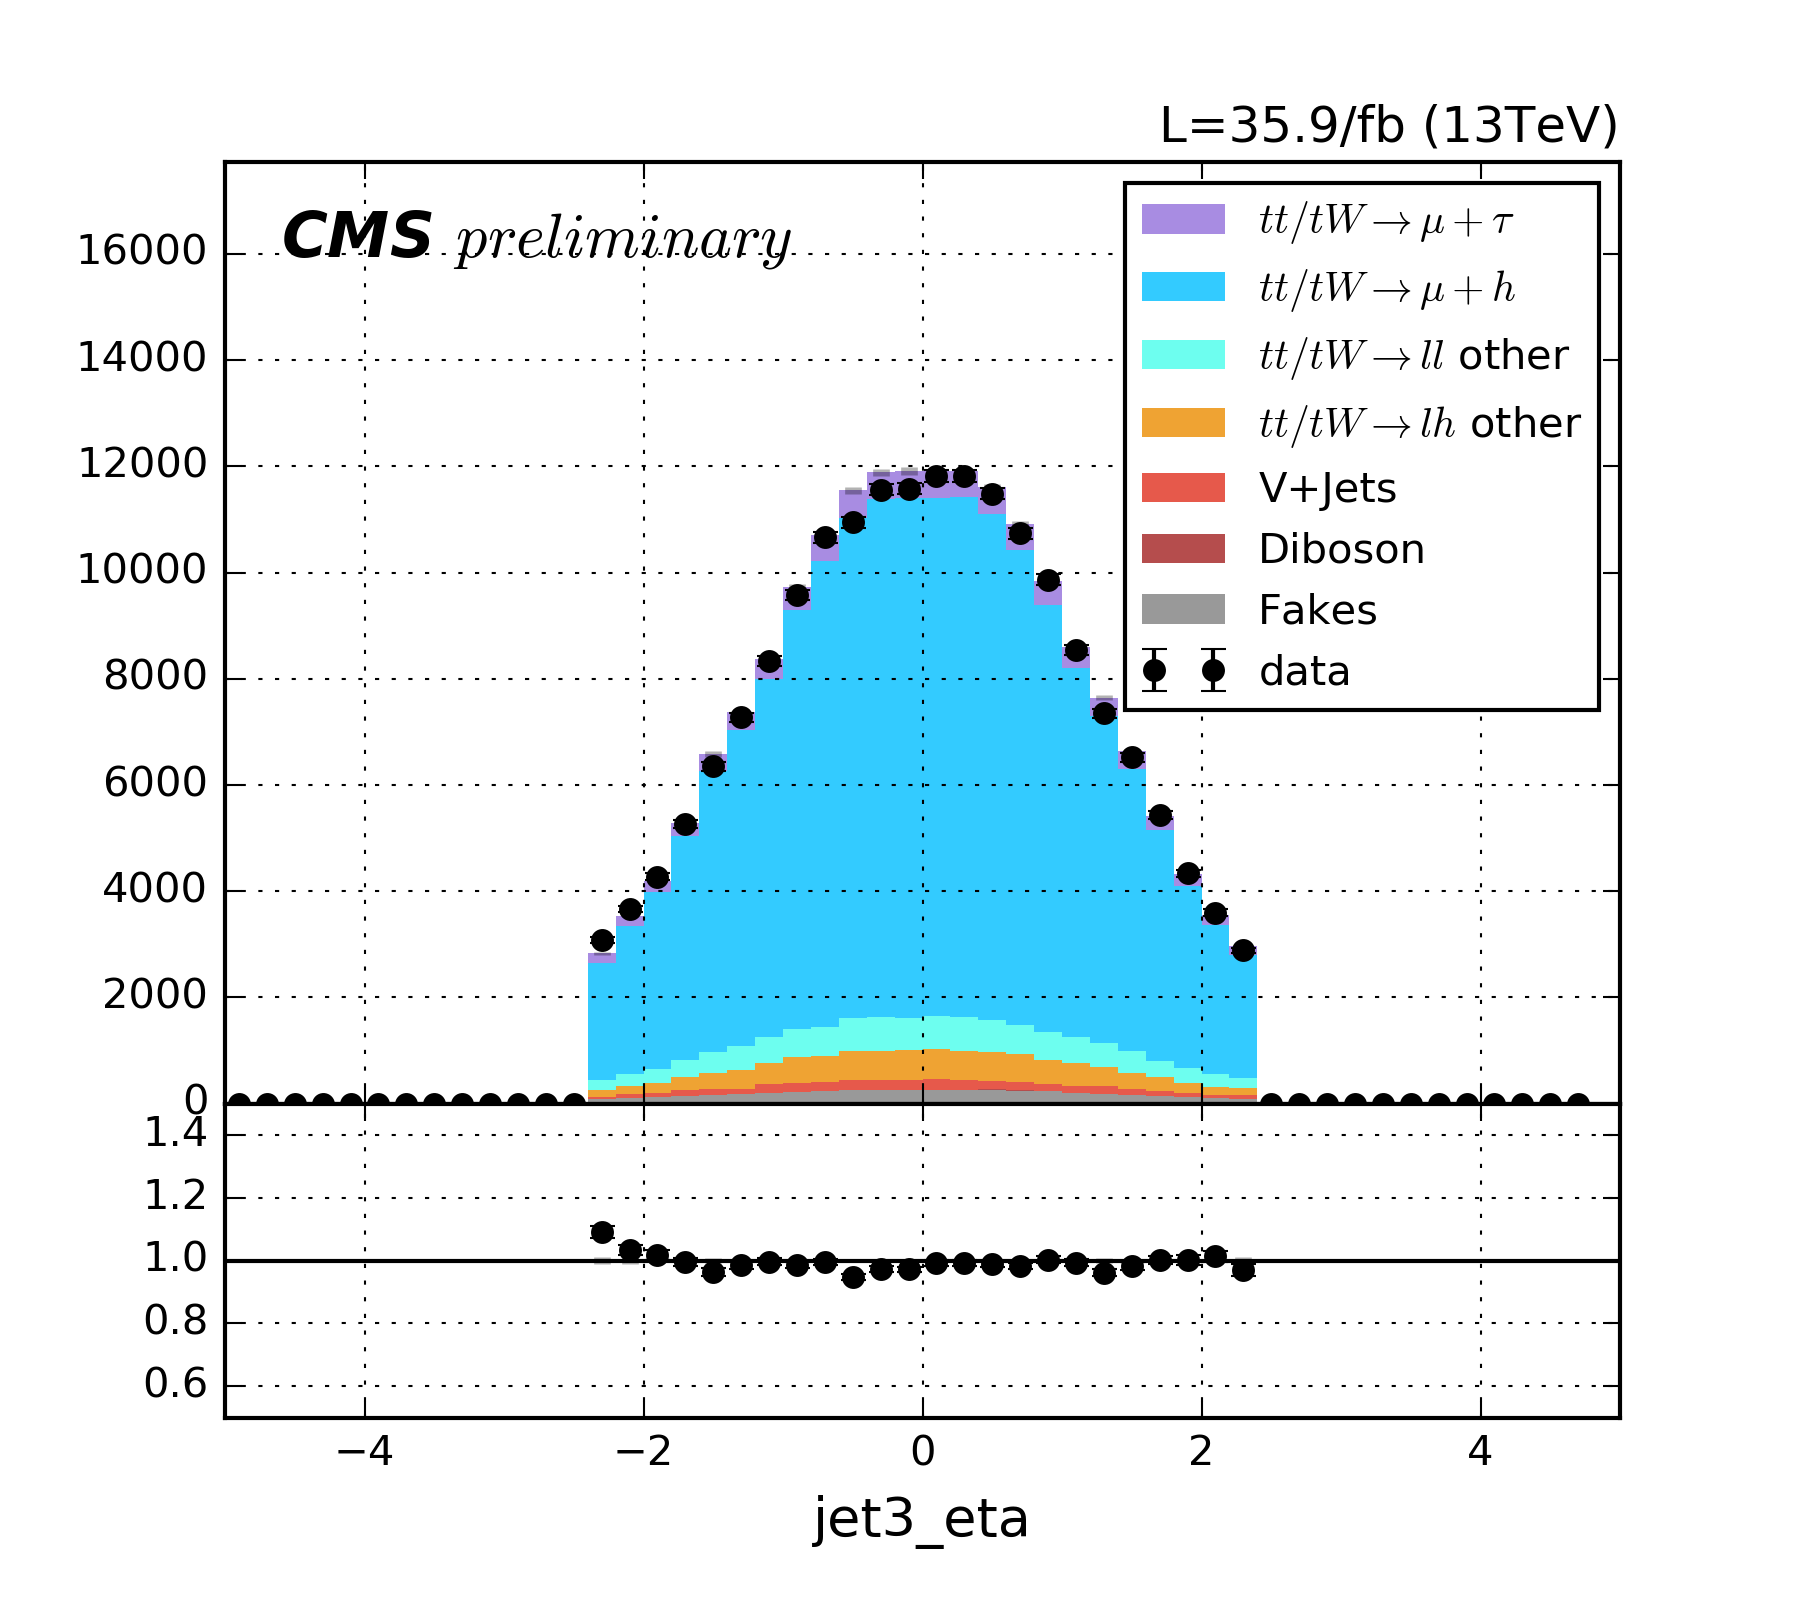 L=35.9/fb (13TeV)
CMS preliminary
16000
14000
12000
10000
8000
6000
4000
2000
0
tt/tW→μ+τ
tt/tW→μ+h
tt/tW→ll other
tt/tW→lh other
V+Jets
Diboson
Fakes
data
1.4
1.2
1.0
0.8
0.6
−4 −2 0 2 4
jet3_eta